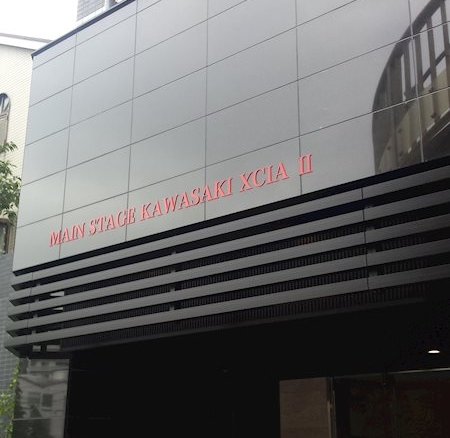 MAIN STAGE KAWASAKI XCIA II